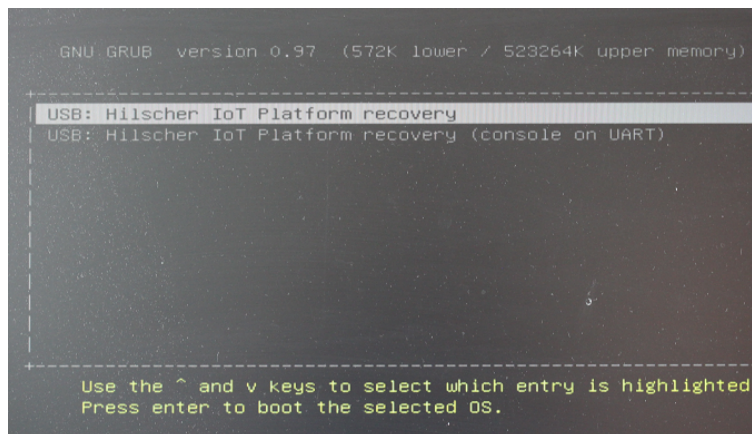 GNU GRUB version 0.97 (572K lower / 523264K upper memory)
USB: Hilscher IoT Platform recovery
USB: Hilscher IoT Platform recovery (console on UART)
Use the ^ and v keys to select which entry is highlighted
Press enter to boot the selected OS.